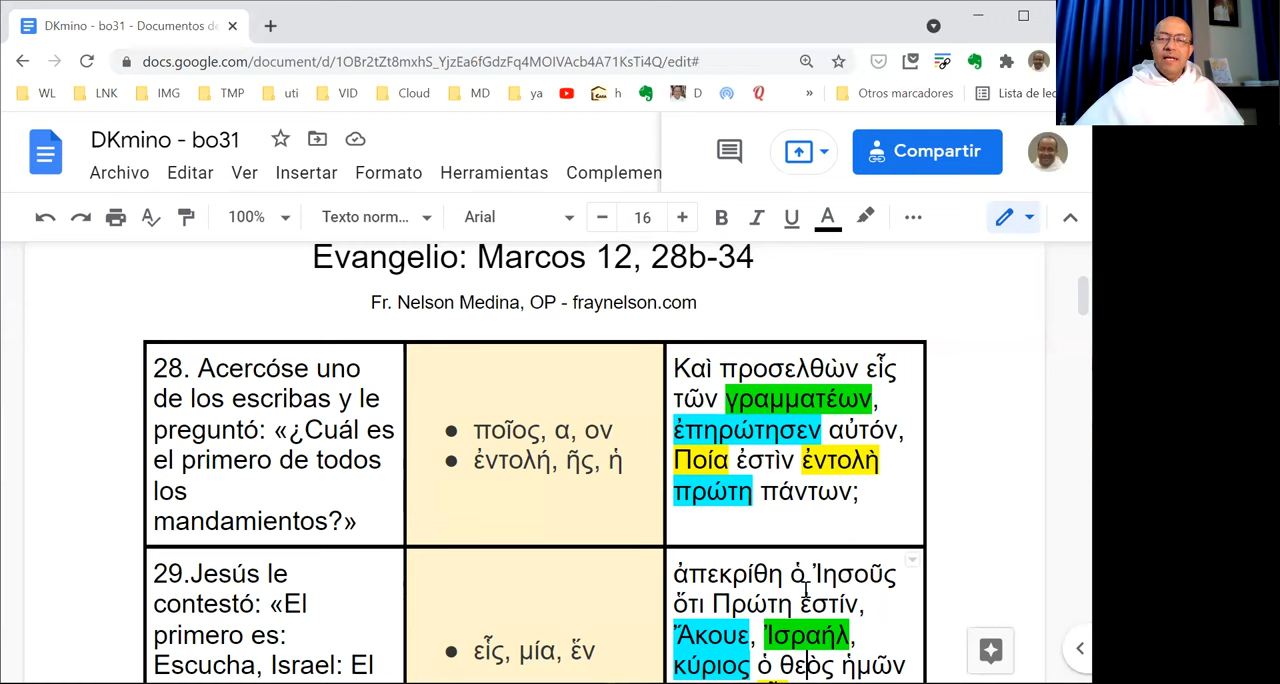 DKmino - bo31 - Documentos de
docs.google.com/document/d/1OBr2tZt8mxhS_YjzEa6fGdzFq4MOIVAcb4A71KsTi4Q/edit#
WL LNK IMG TMP uti VID Cloud MD ya h D » Otros marcadores Lista de lec
DKmino - bo31
Archivo Editar Ver Insertar Formato Herramientas Complemen
Compartir
100% Texto norm... Arial 16 B I U A
Evangelio: Marcos 12, 28b-34
Fr. Nelson Medina, OP - fraynelson.com
28. Acercóse uno
de los escribas y le
preguntó: «¿Cuál es
el primero de todos
los
mandamientos?»
ποῖος, α, ον
ἐντολή, ῆς, ἡ
Καὶ προσελθὼν εἷς
τῶν γραμματέων,
ἐπηρώτησεν αὐτόν,
Ποία ἐστὶν ἐντολὴ
πρώτη πάντων;
29.Jesús le
contestó: «El
primero es:
Escucha, Israel: El
εἷς, μία, ἕν
ἀπεκρίθη ὁ Ἰησοῦς
ὅτι Πρώτη ἐστίν,
Ἄκουε, Ἰσραήλ,
κύριος ὁ θεὸς ἡμῶν